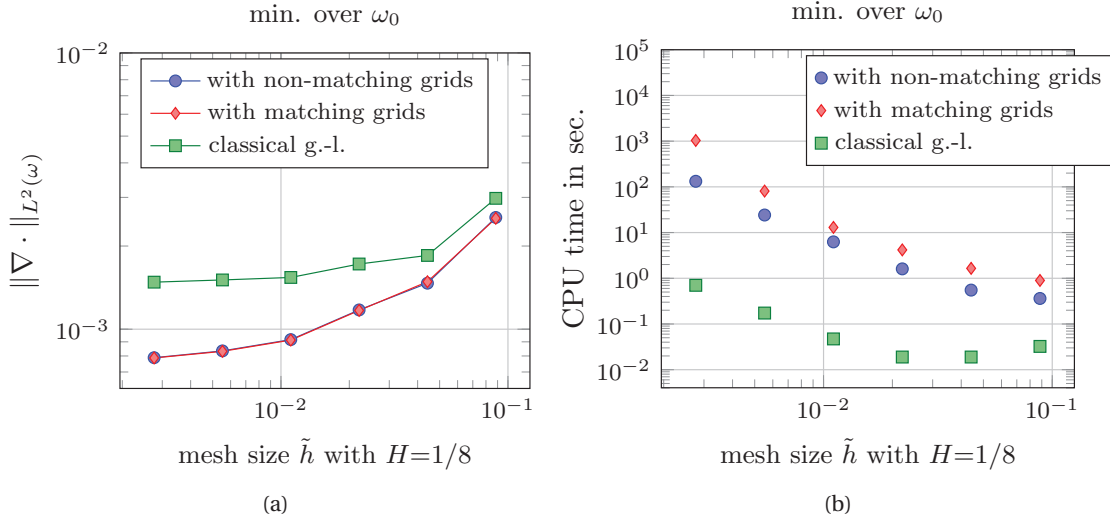 min. over ω₀
10⁻²
with non-matching grids
with matching grids
classical g.-l.
‖∇ · ‖_{L²(ω)}
10⁻³
10⁻²
10⁻¹
mesh size h̃ with H=1/8
(a)
min. over ω₀
10⁵
10⁴
10³
10²
10¹
10⁰
10⁻¹
10⁻²
with non-matching grids
with matching grids
classical g.-l.
CPU time in sec.
10⁻²
10⁻¹
mesh size h̃ with H=1/8
(b)